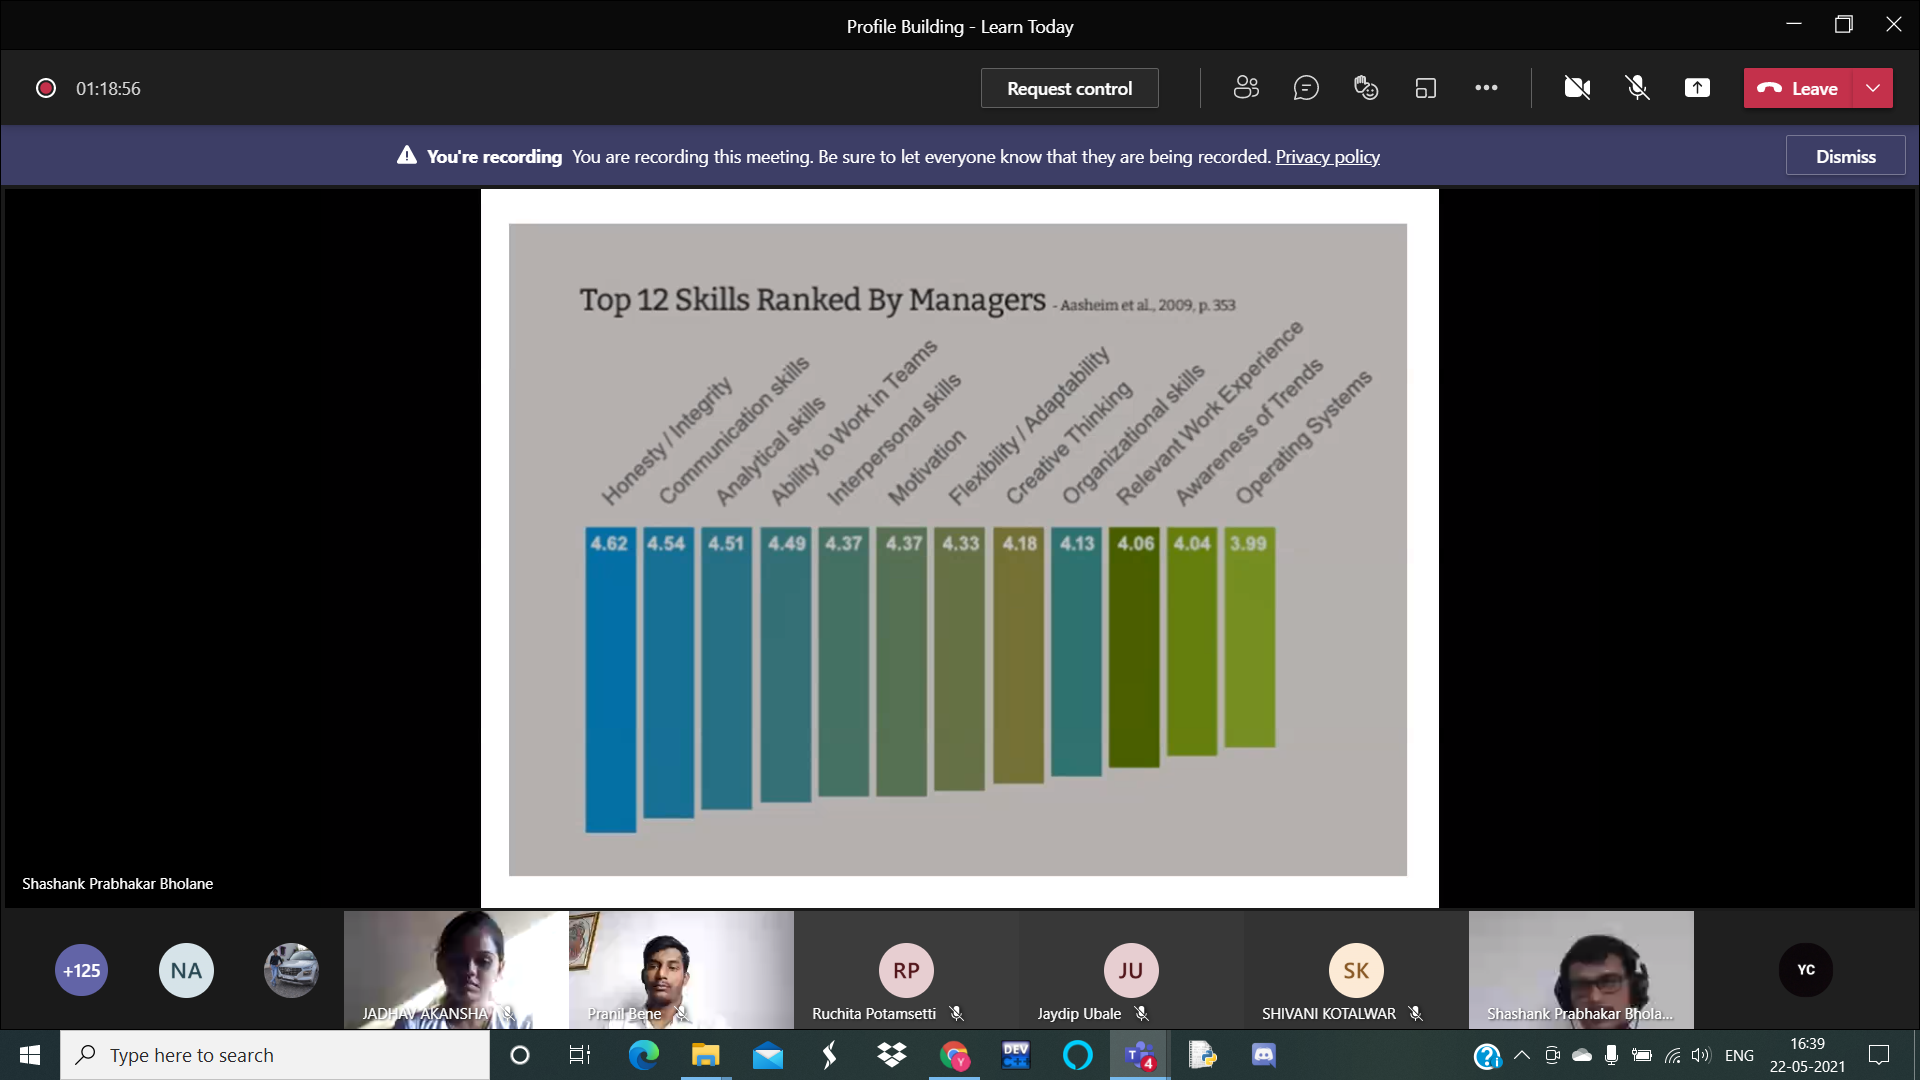 Profile Building - Learn Today
01:18:56
Request control
Leave
You're recording You are recording this meeting. Be sure to let everyone know that they are being recorded. Privacy policy
Dismiss
Top 12 Skills Ranked By Managers - Aasheim et al., 2009, p. 353
Honesty / Integrity
Communication skills
Analytical skills
Ability to Work in Teams
Interpersonal skills
Motivation
Flexibility / Adaptability
Creative Thinking
Organizational skills
Relevant Work Experience
Awareness of Trends
Operating Systems
4.62 4.54 4.51 4.49 4.37 4.37 4.33 4.18 4.13 4.06 4.04 3.99
Shashank Prabhakar Bholane
+125 NA RP JU SK YC
JADHAV AKANSHA Pranil Bene Ruchita Potamsetti Jaydip Ubale SHIVANI KOTALWAR Shashank Prabhakar Bhola...
Type here to search
DEV
C++
Y
4
ENG
16:39
22-05-2021